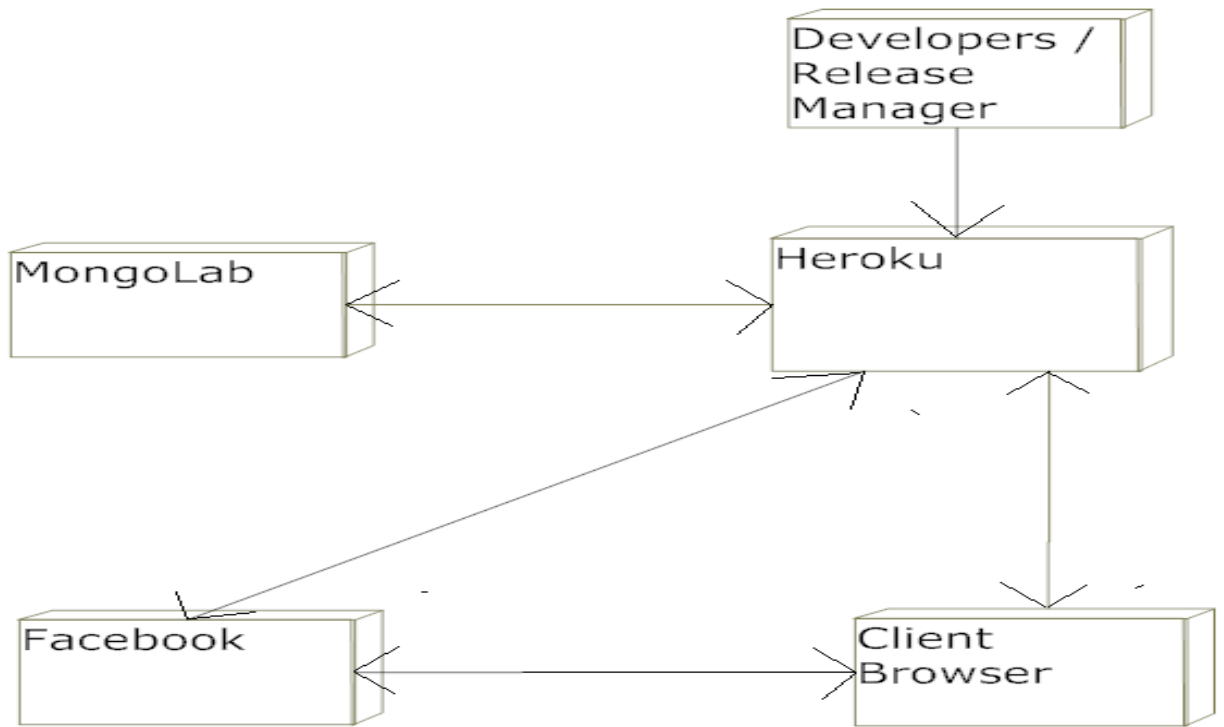 Developers /
Release
Manager
MongoLab
Heroku
Facebook
Client
Browser